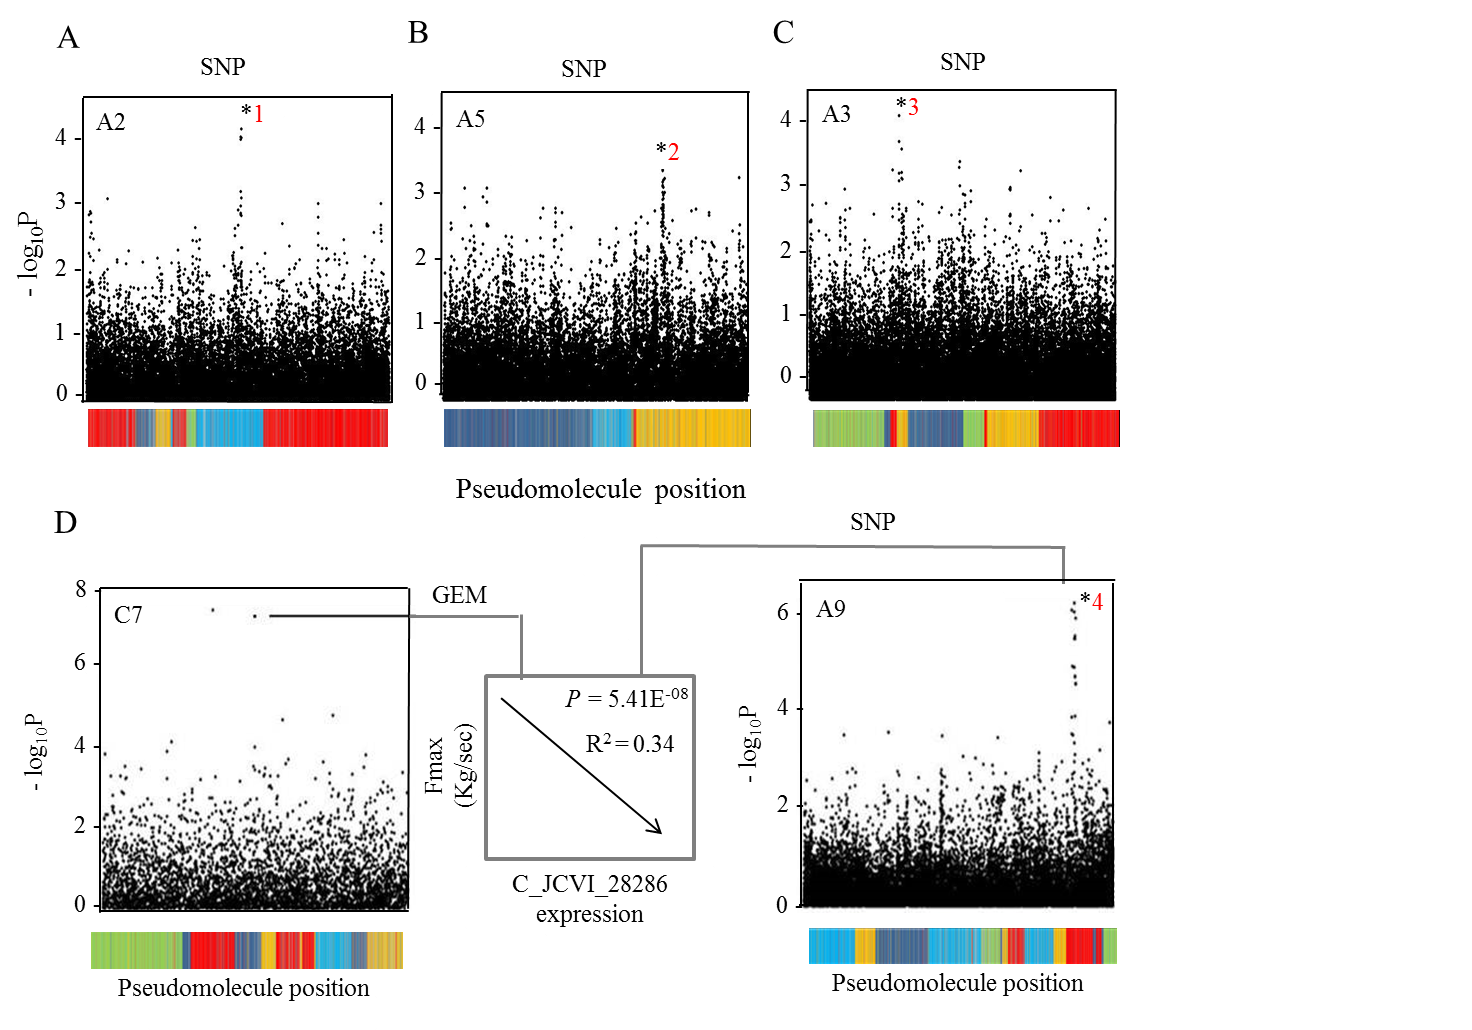 A
SNP
A2
*1
4
3
2
1
0
- log10P
B
SNP
A5
*2
4
3
2
1
0
C
SNP
A3
*3
4
3
2
1
0
Pseudomolecule position
D
C7
8
6
4
2
0
- log10P
Pseudomolecule position
GEM
P = 5.41E-08
R2 = 0.34
Fmax
(Kg/sec)
C_JCVI_28286
expression
SNP
A9
*4
6
4
2
0
- log10P
Pseudomolecule position